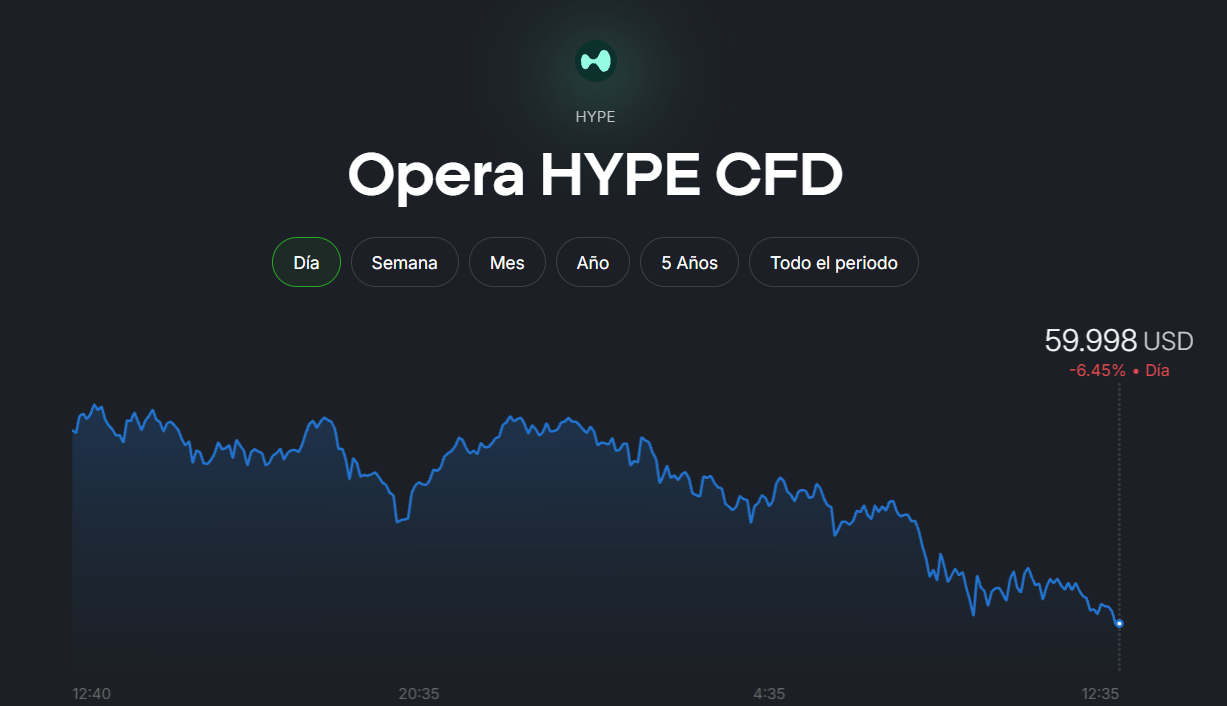 HYPE
Opera HYPE CFD
Día Semana Mes Año 5 Años Todo el periodo
59.998 USD
-6.45% • Día
12:40 20:35 4:35 12:35